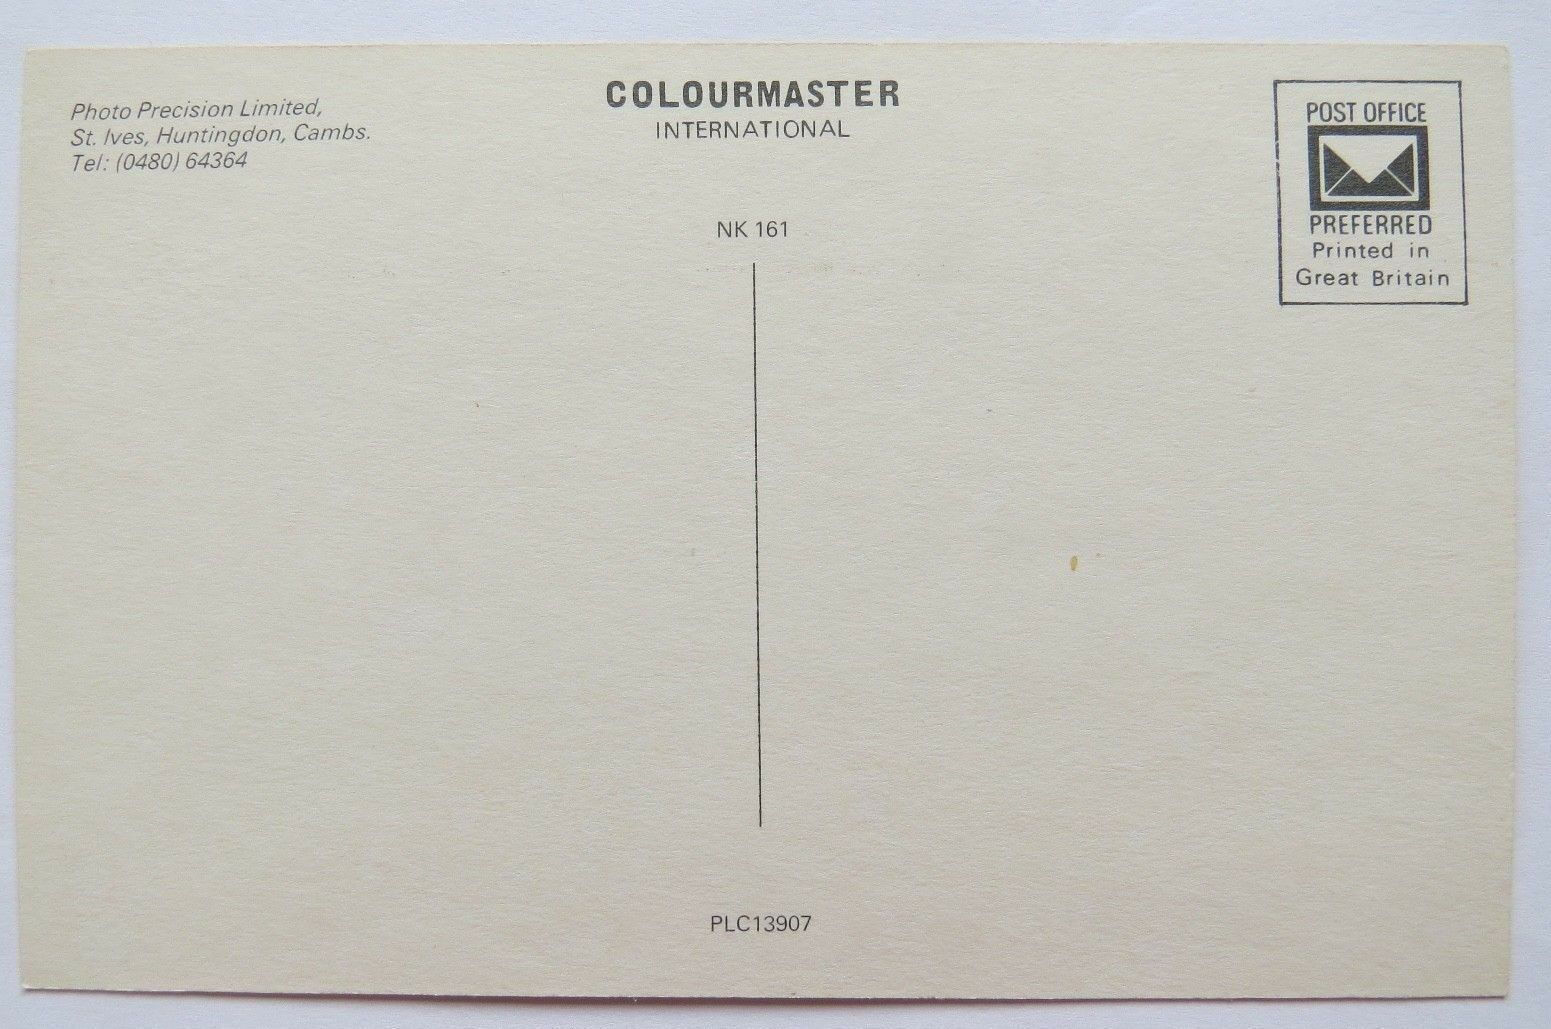 Photo Precision Limited,
St. Ives, Huntingdon, Cambs.
Tel: (0480) 64364
COLOURMASTER
INTERNATIONAL
NK 161
POST OFFICE
PREFERRED
Printed in
Great Britain
PLC13907